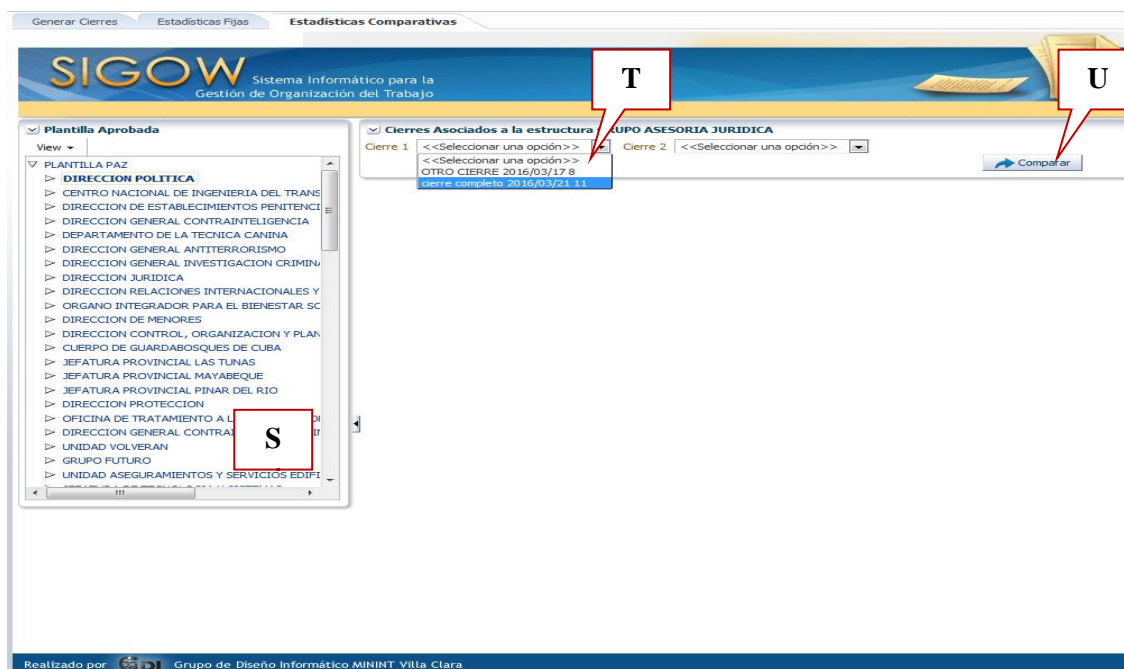 Generar Cierres Estadísticas Fijas Estadísticas Comparativas
SIGOW Sistema Informático para la
Gestión de Organización del Trabajo
T
U
Plantilla Aprobada
View
PLANTILLA PAZ
DIRECCION POLITICA
CENTRO NACIONAL DE INGENIERIA DEL TRANS
DIRECCION DE ESTABLECIMIENTOS PENITENCI
DIRECCION GENERAL CONTRAINTELIGENCIA
DEPARTAMENTO DE LA TECNICA CANINA
DIRECCION GENERAL ANTITERRORISMO
DIRECCION GENERAL INVESTIGACION CRIMIN
DIRECCION JURIDICA
DIRECCION RELACIONES INTERNACIONALES Y
ORGANO INTEGRADOR PARA EL BIENESTAR SC
DIRECCION DE MENORES
DIRECCION CONTROL, ORGANIZACION Y PLAN
CUERPO DE GUARDABOSQUES DE CUBA
JEFATURA PROVINCIAL LAS TUNAS
JEFATURA PROVINCIAL MAYABEQUE
JEFATURA PROVINCIAL PINAR DEL RIO
DIRECCION PROTECCION
OFICINA DE TRATAMIENTO A L
DIRECCION GENERAL CONTRAI
UNIDAD VOLVERAN
GRUPO FUTURO
UNIDAD ASEGURAMIENTOS Y SERVICIOS EDIFI
S
Cierres Asociados a la estructura GRUPO ASESORIA JURIDICA
Cierre 1 <<Seleccionar una opción>> Cierre 2 <<Seleccionar una opción>>
<<Seleccionar una opción>>
OTRO CIERRE 2016/03/17 8
cierre completo 2016/03/21 11
Comparar
Realizado por GDI Grupo de Diseño Informático MININT Villa Clara